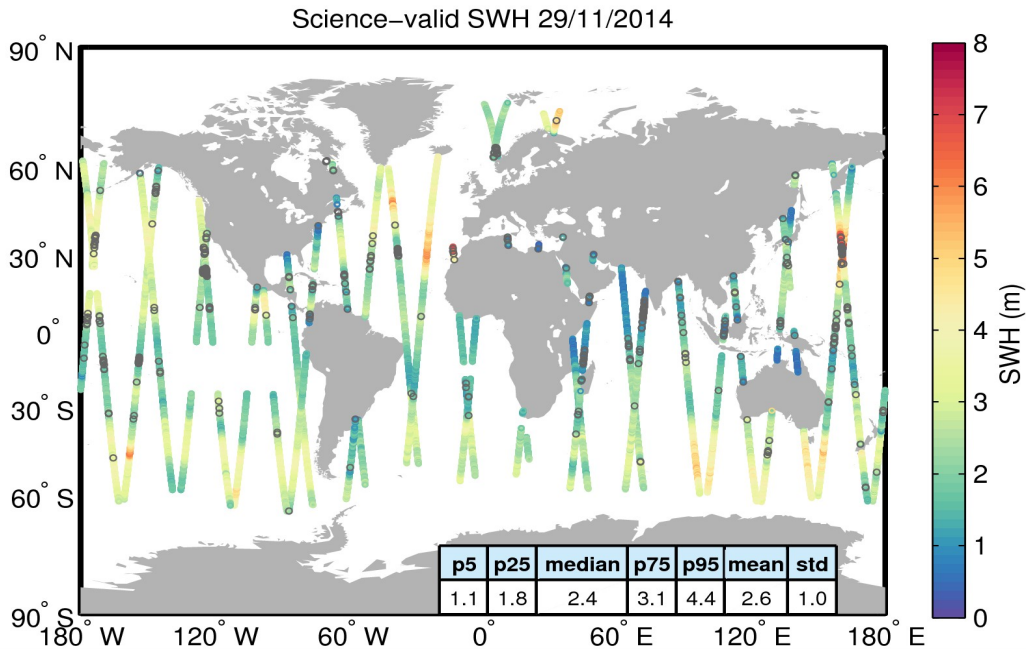 Science−valid SWH 29/11/2014
90° N
60° N
30° N
0°
30° S
60° S
90° S
180° W
120° W
60° W
0°
60° E
120° E
180° E
p5 p25 median p75 p95 mean std
1.1 1.8 2.4 3.1 4.4 2.6 1.0
8
7
6
5
4
3
2
1
0
SWH (m)